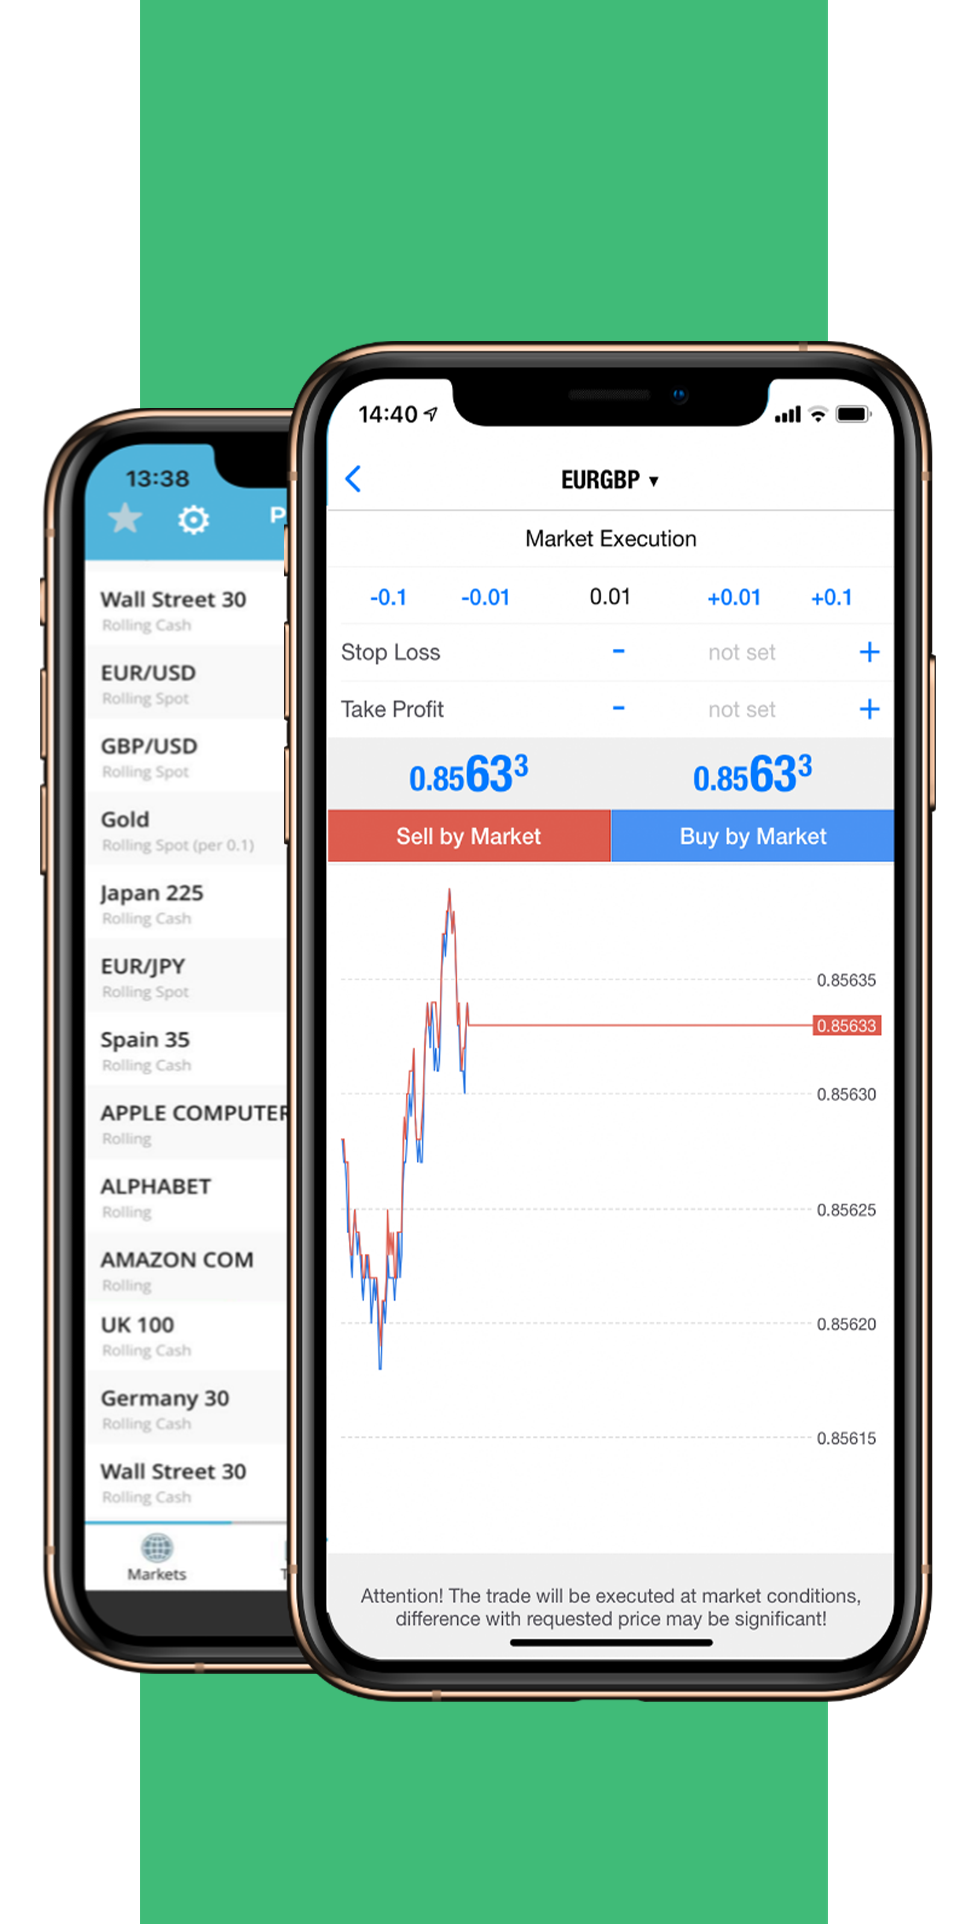 13:38
P
Wall Street 30
Rolling Cash
EUR/USD
Rolling Spot
GBP/USD
Rolling Spot
Gold
Rolling Spot (per 0.1)
Japan 225
Rolling Cash
EUR/JPY
Rolling Spot
Spain 35
Rolling Cash
APPLE COMPUTER
Rolling
ALPHABET
Rolling
AMAZON COM
Rolling
UK 100
Rolling Cash
Germany 30
Rolling Cash
Wall Street 30
Rolling Cash
Markets
T
14:40
EURGBP
Market Execution
-0.1 -0.01 0.01 +0.01 +0.1
Stop Loss - not set +
Take Profit - not set +
0.85633 0.85633
Sell by Market Buy by Market
0.85635
0.85633
0.85630
0.85625
0.85620
0.85615
Attention! The trade will be executed at market conditions,
difference with requested price may be significant!